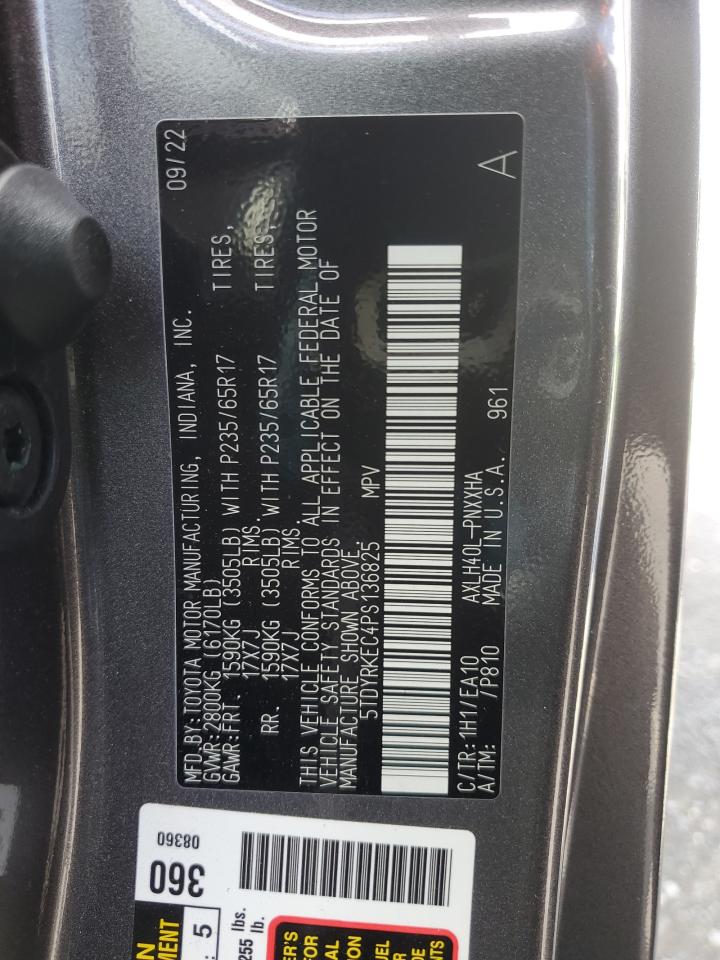 MFD.BY:TOYOTA MOTOR MANUFACTURING, INDIANA, INC. 09/22
GVWR:2800KG (6170LB)
GAWR:FRT. 1590KG (3505LB) WITH P235/65R17 TIRES,
17X7J RIMS,
RR. 1590KG (3505LB) WITH P235/65R17 TIRES,
17X7J RIMS
THIS VEHICLE CONFORMS TO ALL APPLICABLE FEDERAL MOTOR
VEHICLE SAFETY STANDARDS IN EFFECT ON THE DATE OF
MANUFACTURE SHOWN ABOVE.
5TDYRKEC4PS136825 MPV
C/TR:1H1/EA10 AXLH40L-PNXXHA
A/TM: /P810 MADE IN U.S.A. 961 A
08360
360
5
255 lbs.
lb.